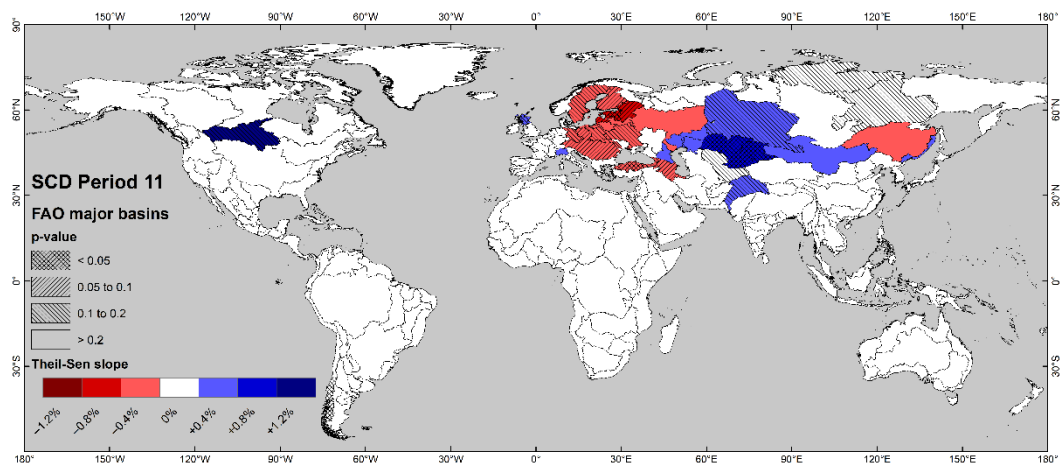 180° 150°W 120°W 90°W 60°W 30°W 0° 30°E 60°E 90°E 120°E 150°E 180°
90° 90°
60°N 60°N
30°N 30°N
0° 0°
30°S 30°S
SCD Period 11
FAO major basins
p-value
< 0.05
0.05 to 0.1
0.1 to 0.2
> 0.2
Theil-Sen slope
−1.2% −0.8% −0.4% 0% +0.4% +0.8% +1.2%
180° 150°W 120°W 90°W 60°W 30°W 0° 30°E 60°E 90°E 120°E 150°E 180°